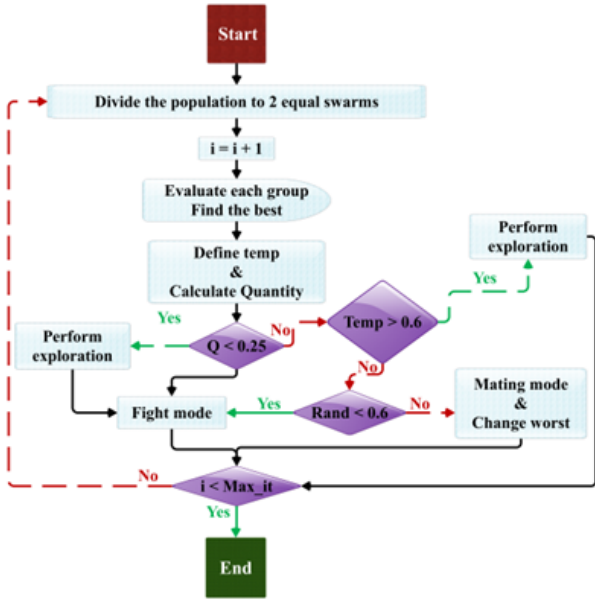 Start
Divide the population to 2 equal swarms
i = i + 1
Evaluate each group
Find the best
Define temp
&
Calculate Quantity
Perform
exploration
Yes
Temp > 0.6
Yes
Q < 0.25
No
Perform
exploration
No
Fight mode
Yes
Rand < 0.6
No
Mating mode
&
Change worst
No
i < Max_it
Yes
End